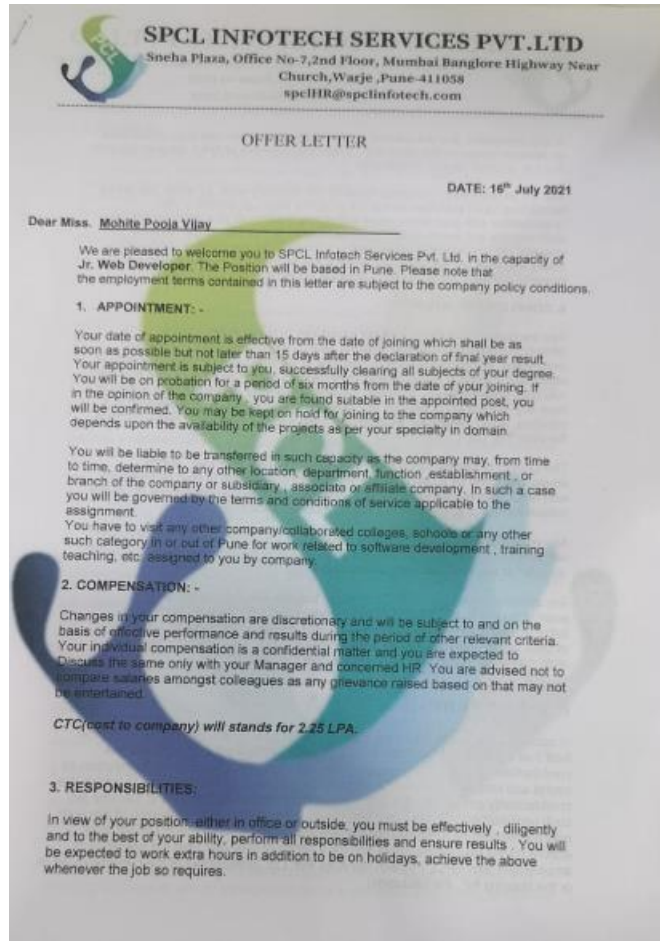 PCL
SPCL INFOTECH SERVICES PVT.LTD
Sneha Plaza, Office No-7,2nd Floor, Mumbai Banglore Highway Near
Church,Warje ,Pune-411058
spclHR@spclinfotech.com
OFFER LETTER
DATE: 16th July 2021
Dear Miss. Mohite Pooja Vijay
We are pleased to welcome you to SPCL Infotech Services Pvt. Ltd. in the capacity of
Jr. Web Developer. The Position will be based in Pune. Please note that
the employment terms contained in this letter are subject to the company policy conditions.
1. APPOINTMENT: -
Your date of appointment is effective from the date of joining which shall be as
soon as possible but not later than 15 days after the declaration of final year result.
Your appointment is subject to you, successfully clearing all subjects of your degree.
You will be on probation for a period of six months from the date of your joining. If
in the opinion of the company , you are found suitable in the appointed post, you
will be confirmed. You may be kept on hold for joining to the company which
depends upon the availability of the projects as per your specialty in domain.
You will be liable to be transferred in such capacity as the company may, from time
to time, determine to any other location, department, function ,establishment , or
branch of the company or subsidiary , associate or affiliate company. In such a case
you will be governed by the terms and conditions of service applicable to the
assignment.
You have to visit any other company/collaborated colleges, schools or any other
such category in or out of Pune for work related to software development , training
teaching, etc. assigned to you by company.
2. COMPENSATION: -
Changes in your compensation are discretionary and will be subject to and on the
basis of effective performance and results during the period of other relevant criteria.
Your individual compensation is a confidential matter and you are expected to
Discuss the same only with your Manager and concerned HR. You are advised not to
compare salaries amongst colleagues as any grievance raised based on that may not
be entertained.
CTC(cost to company) will stands for 2.25 LPA.
3. RESPONSIBILITIES:
In view of your position, either in office or outside, you must be effectively , diligently
and to the best of your ability, perform all responsibilities and ensure results . You will
be expected to work extra hours in addition to be on holidays, achieve the above
whenever the job so requires.